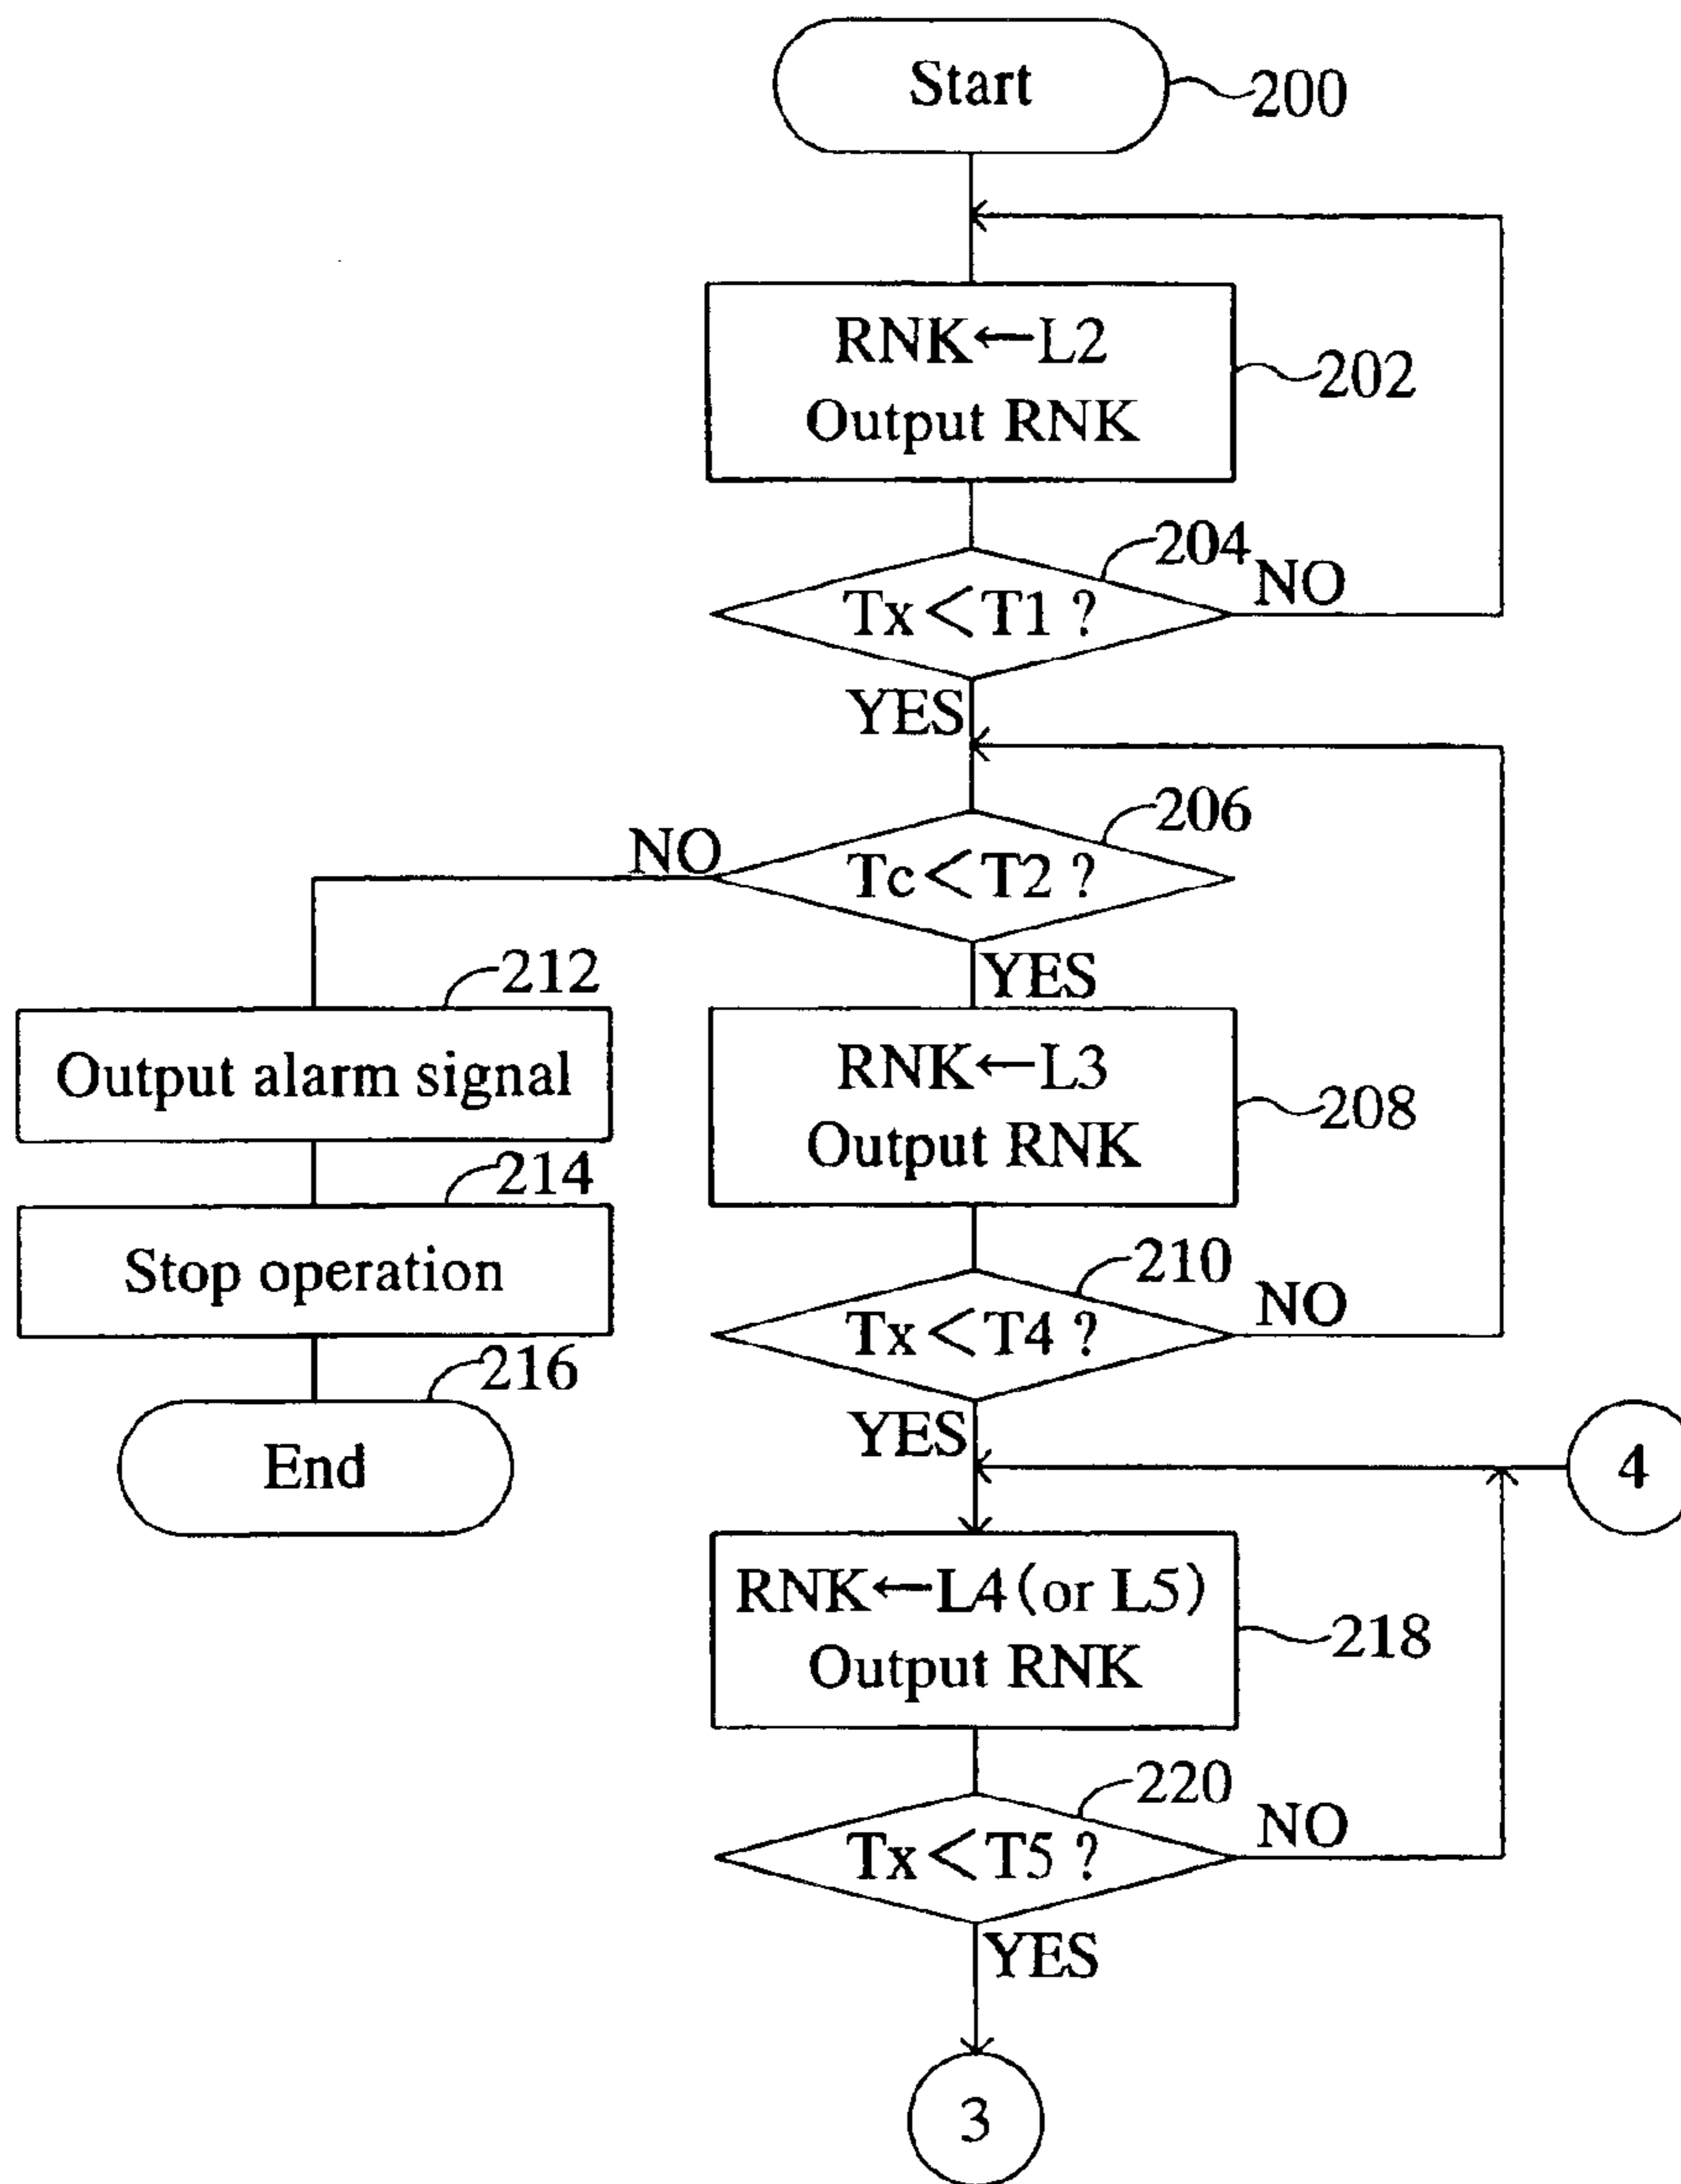 Start
200
RNK←L2
Output RNK
202
204
Tx<T1 ?
NO
YES
206
NO
Tc<T2 ?
YES
212
Output alarm signal
RNK←L3
Output RNK
208
214
Stop operation
210
Tx<T4 ?
NO
216
End
YES
4
RNK←L4(or L5)
Output RNK
218
220
Tx<T5 ?
NO
YES
3